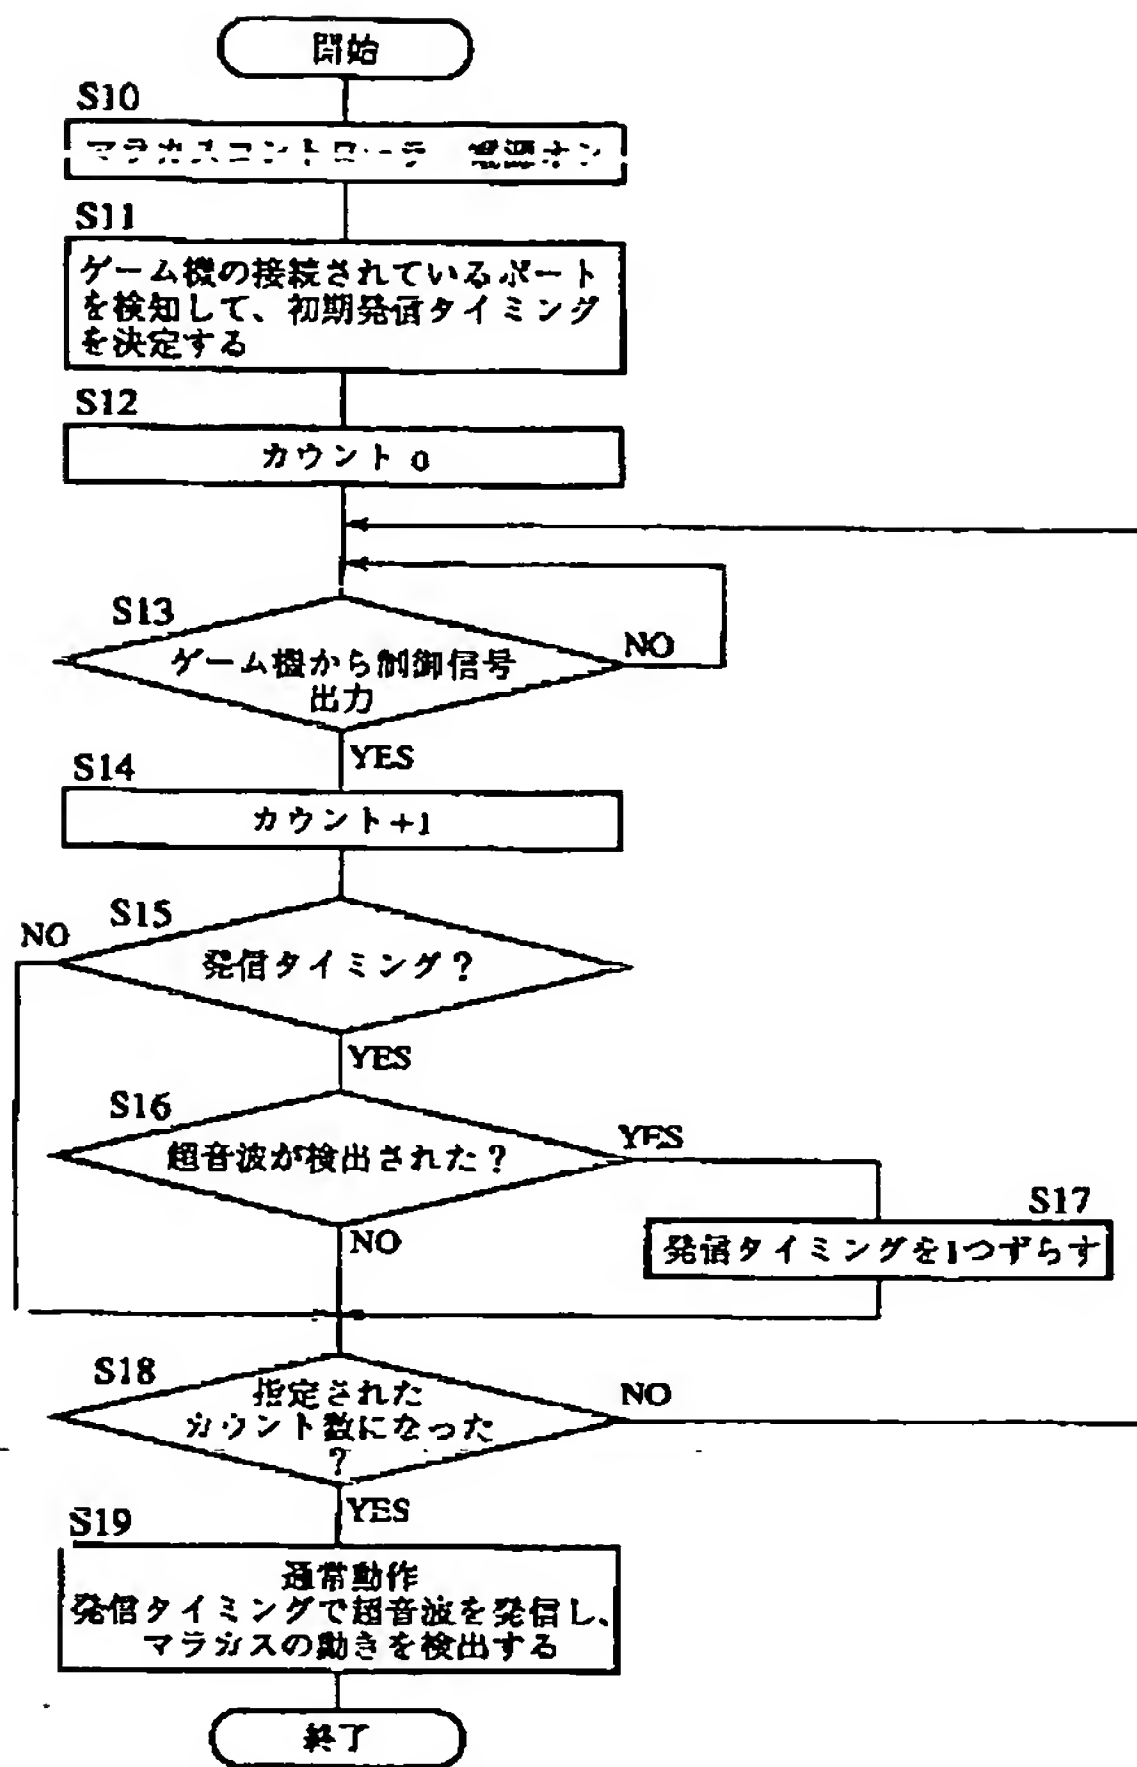 開始
S10
マラカスコントローラ 電源オン
S11
ゲーム機の接続されているポート
を検知して、初期発信タイミング
を決定する
S12
カウント 0
S13
ゲーム機から制御信号
出力
NO
YES
S14
カウント+1
S15
NO
発信タイミング?
YES
S16
超音波が検出された?
YES
NO
S17
発信タイミングを1つずらす
S18
指定された
カウント数になった
?
NO
YES
S19
通常動作
発信タイミングで超音波を発信し、
マラカスの動きを検出する
終了